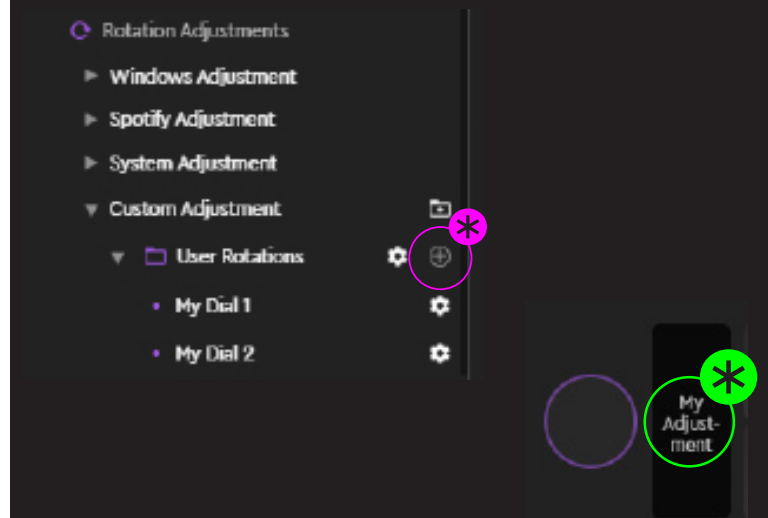 Rotation Adjustments
Windows Adjustment
Spotify Adjustment
System Adjustment
Custom Adjustment
User Rotations
My Dial 1
My Dial 2
My
Adjust-
ment